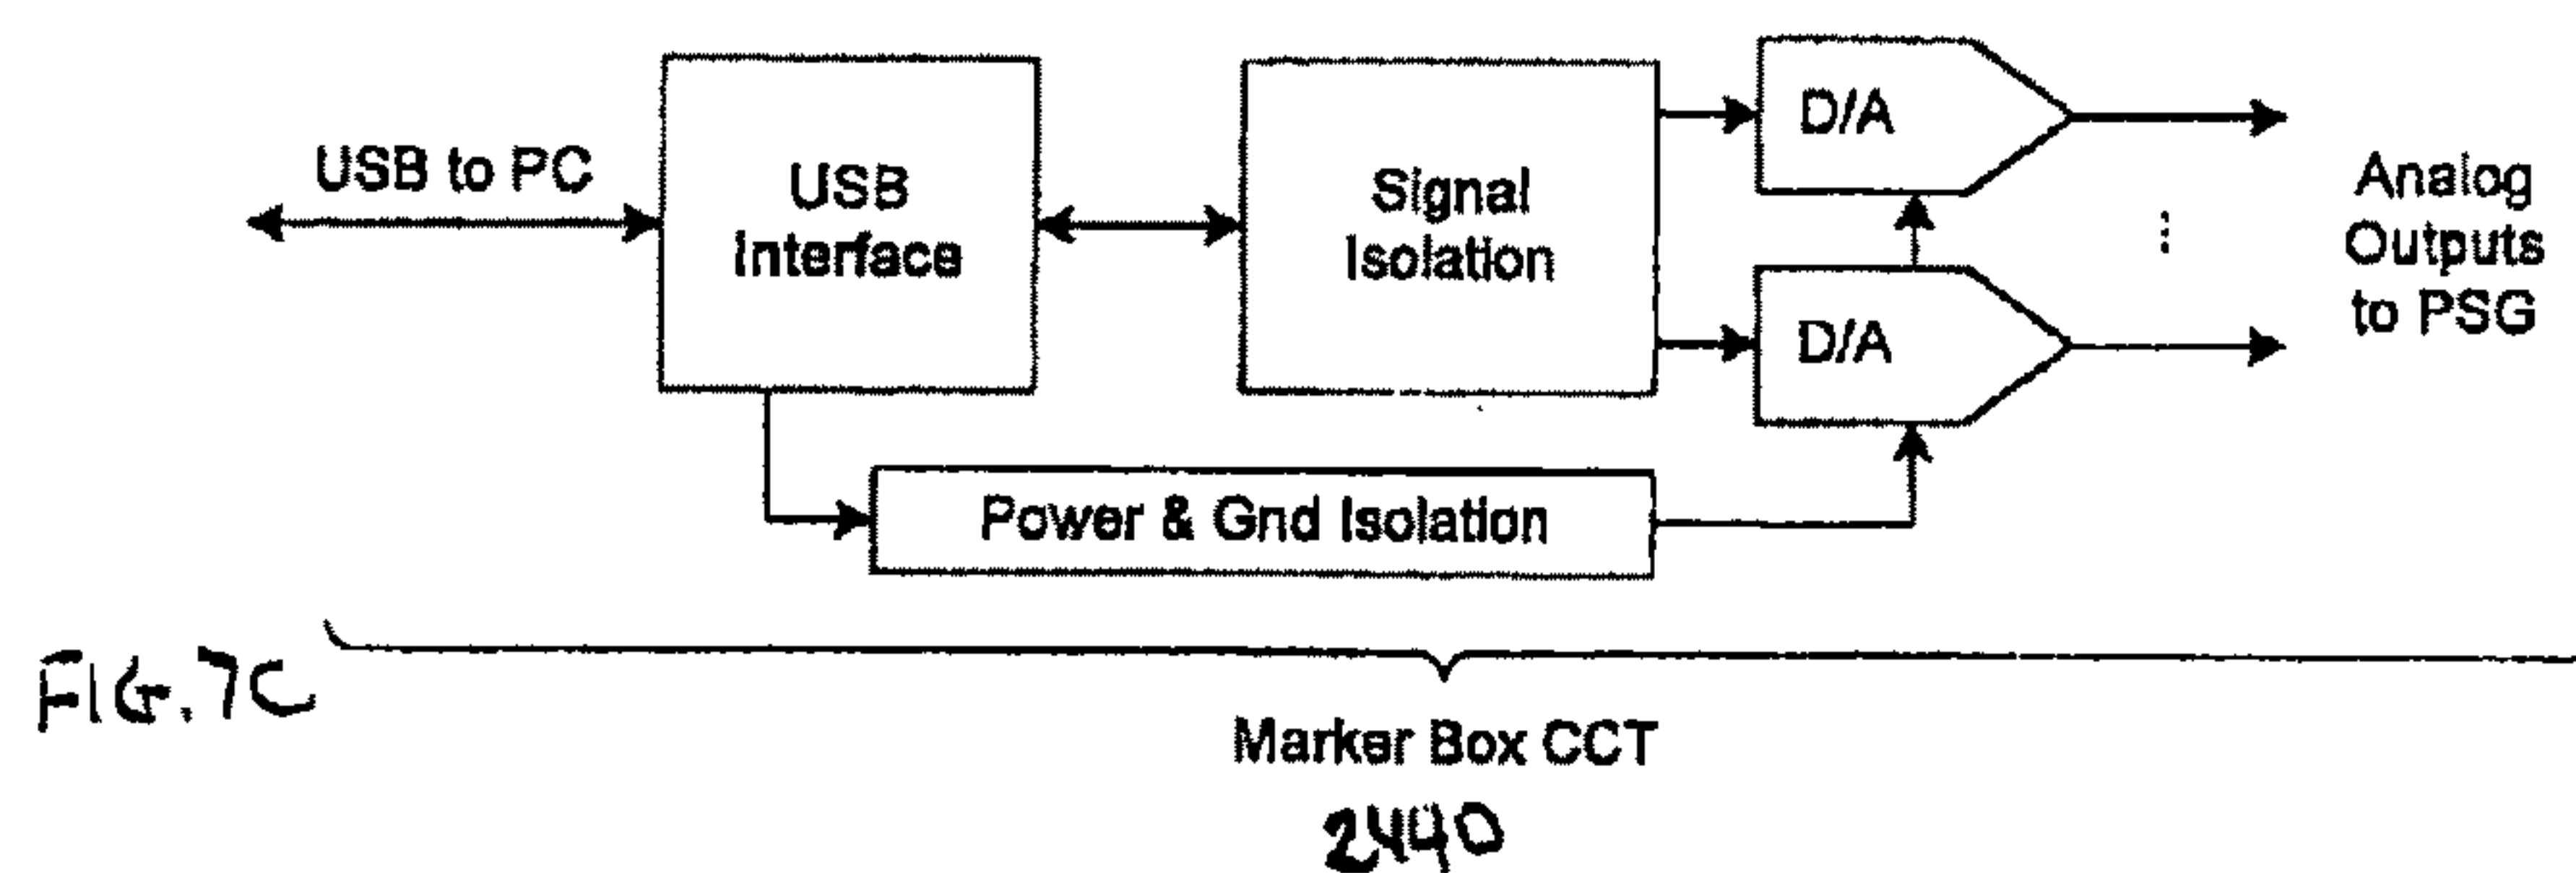 USB to PC
USB
Interface
Signal
Isolation
D/A
D/A
Analog
Outputs
to PSG
Power & Gnd Isolation
FIG. 7C
Marker Box CCT
2440